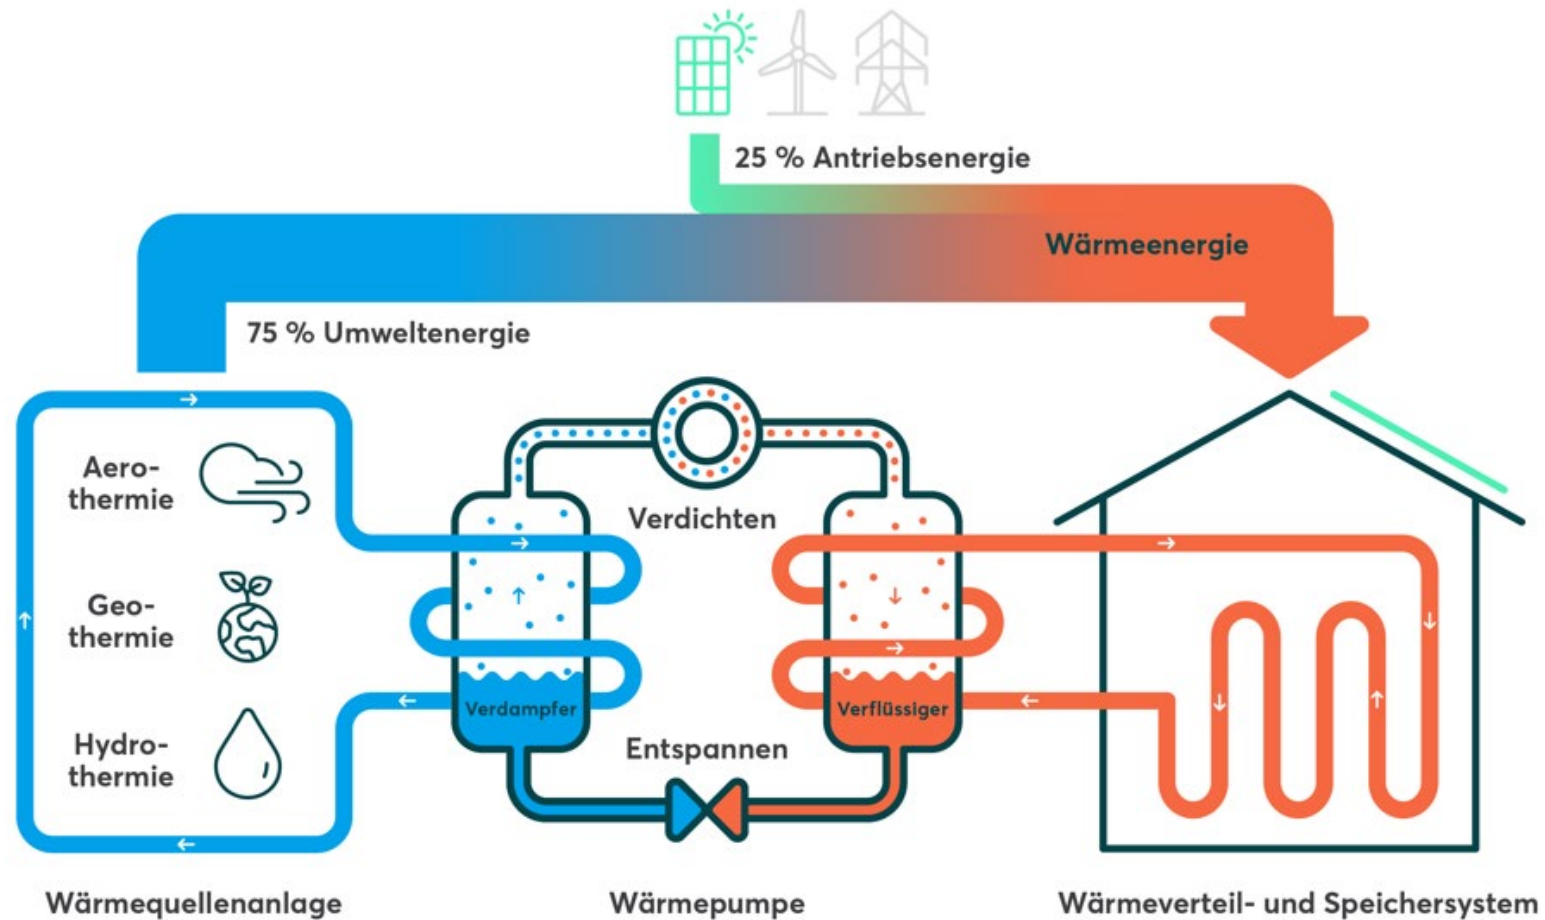 25 % Antriebsenergie
Wärmeenergie
75 % Umweltenergie
Aero-
thermie
Geo-
thermie
Hydro-
thermie
Verdichten
Verdampfer
Verflüssiger
Entspannen
Wärmequellenanlage
Wärmepumpe
Wärmeverteil- und Speichersystem